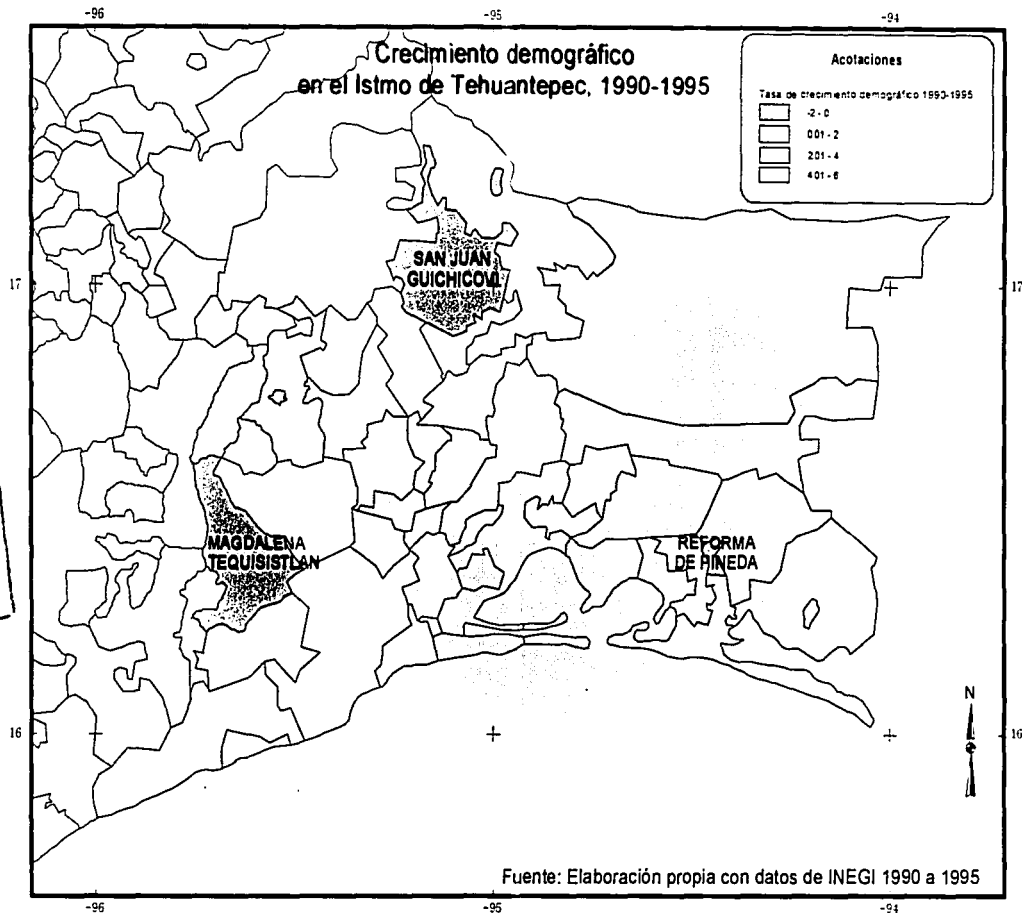 -96
-95
-94
Crecimiento demográfico
en el Istmo de Tehuantepec, 1990-1995
Acotaciones
Tasa de crecimiento demográfico 1990-1995
-2 - 0
001 - 2
201 - 4
401 - 6
SAN JUAN
GUICHICOVI
17
17
MAGDALENA
TEQUISISTLAN
REFORMA
DE PINEDA
N
16
16
Fuente: Elaboración propia con datos de INEGI 1990 a 1995
-96
-95
-94